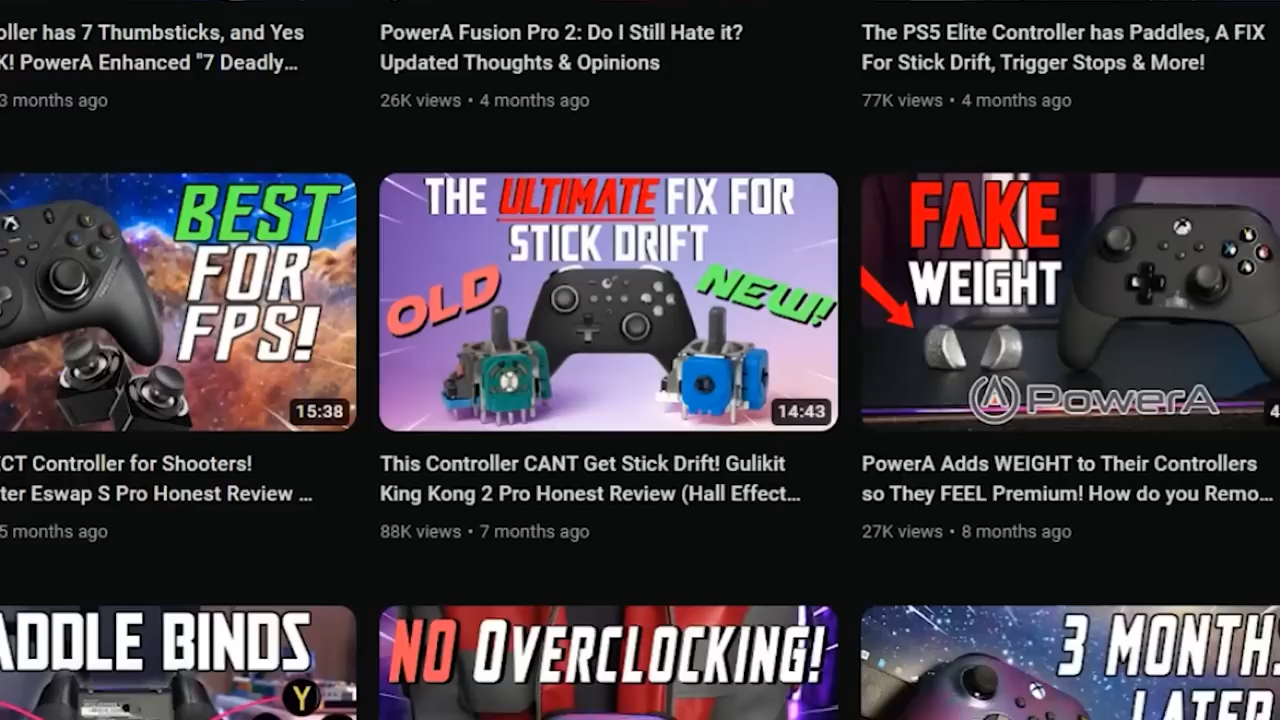 oller has 7 Thumbsticks, and Yes
K! PowerA Enhanced "7 Deadly...
3 months ago
PowerA Fusion Pro 2: Do I Still Hate it?
Updated Thoughts & Opinions
26K views • 4 months ago
The PS5 Elite Controller has Paddles, A FIX
For Stick Drift, Trigger Stops & More!
77K views • 4 months ago
BEST
FOR
FPS!
15:38
THE ULTIMATE FIX FOR
STICK DRIFT
OLD
NEW!
14:43
FAKE
WEIGHT
PowerA
4
ECT Controller for Shooters!
ter Eswap S Pro Honest Review ...
5 months ago
This Controller CANT Get Stick Drift! Gulikit
King Kong 2 Pro Honest Review (Hall Effect...
88K views • 7 months ago
PowerA Adds WEIGHT to Their Controllers
so They FEEL Premium! How do you Remo...
27K views • 8 months ago
ADDLE BINDS
Y
NO OVERCLOCKING!
3 MONTH
LATER